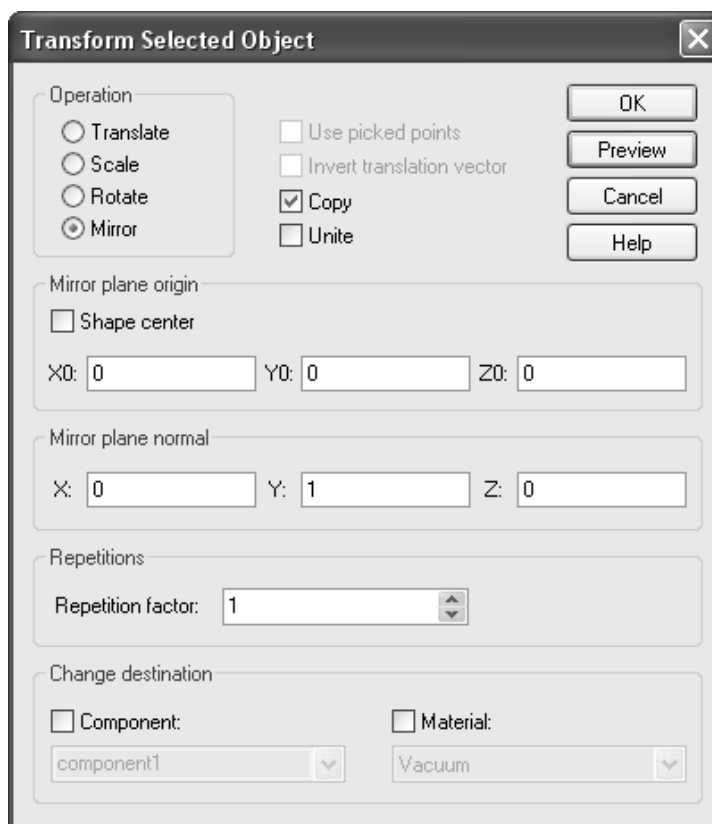 Transform Selected Object
Operation
Translate
Scale
Rotate
Mirror
Use picked points
Invert translation vector
Copy
Unite
OK
Preview
Cancel
Help
Mirror plane origin
Shape center
X0: 0 Y0: 0 Z0: 0
Mirror plane normal
X: 0 Y: 1 Z: 0
Repetitions
Repetition factor: 1
Change destination
Component: Material:
component1 Vacuum